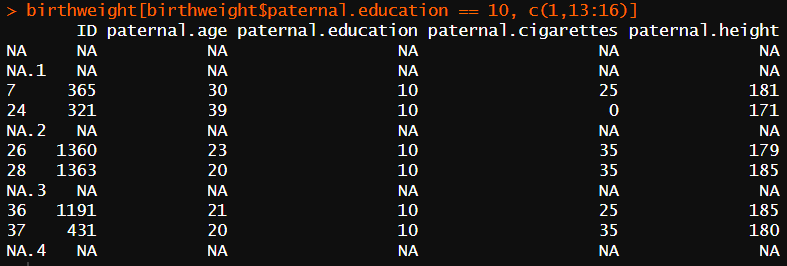 > birthweight[birthweight$paternal.education == 10, c(1,13:16)]
ID paternal.age paternal.education paternal.cigarettes paternal.height
NA NA NA NA NA NA
NA.1 NA NA NA NA NA
7 365 30 10 25 181
24 321 39 10 0 171
NA.2 NA NA NA NA NA
26 1360 23 10 35 179
28 1363 20 10 35 185
NA.3 NA NA NA NA NA
36 1191 21 10 25 185
37 431 20 10 35 180
NA.4 NA NA NA NA NA